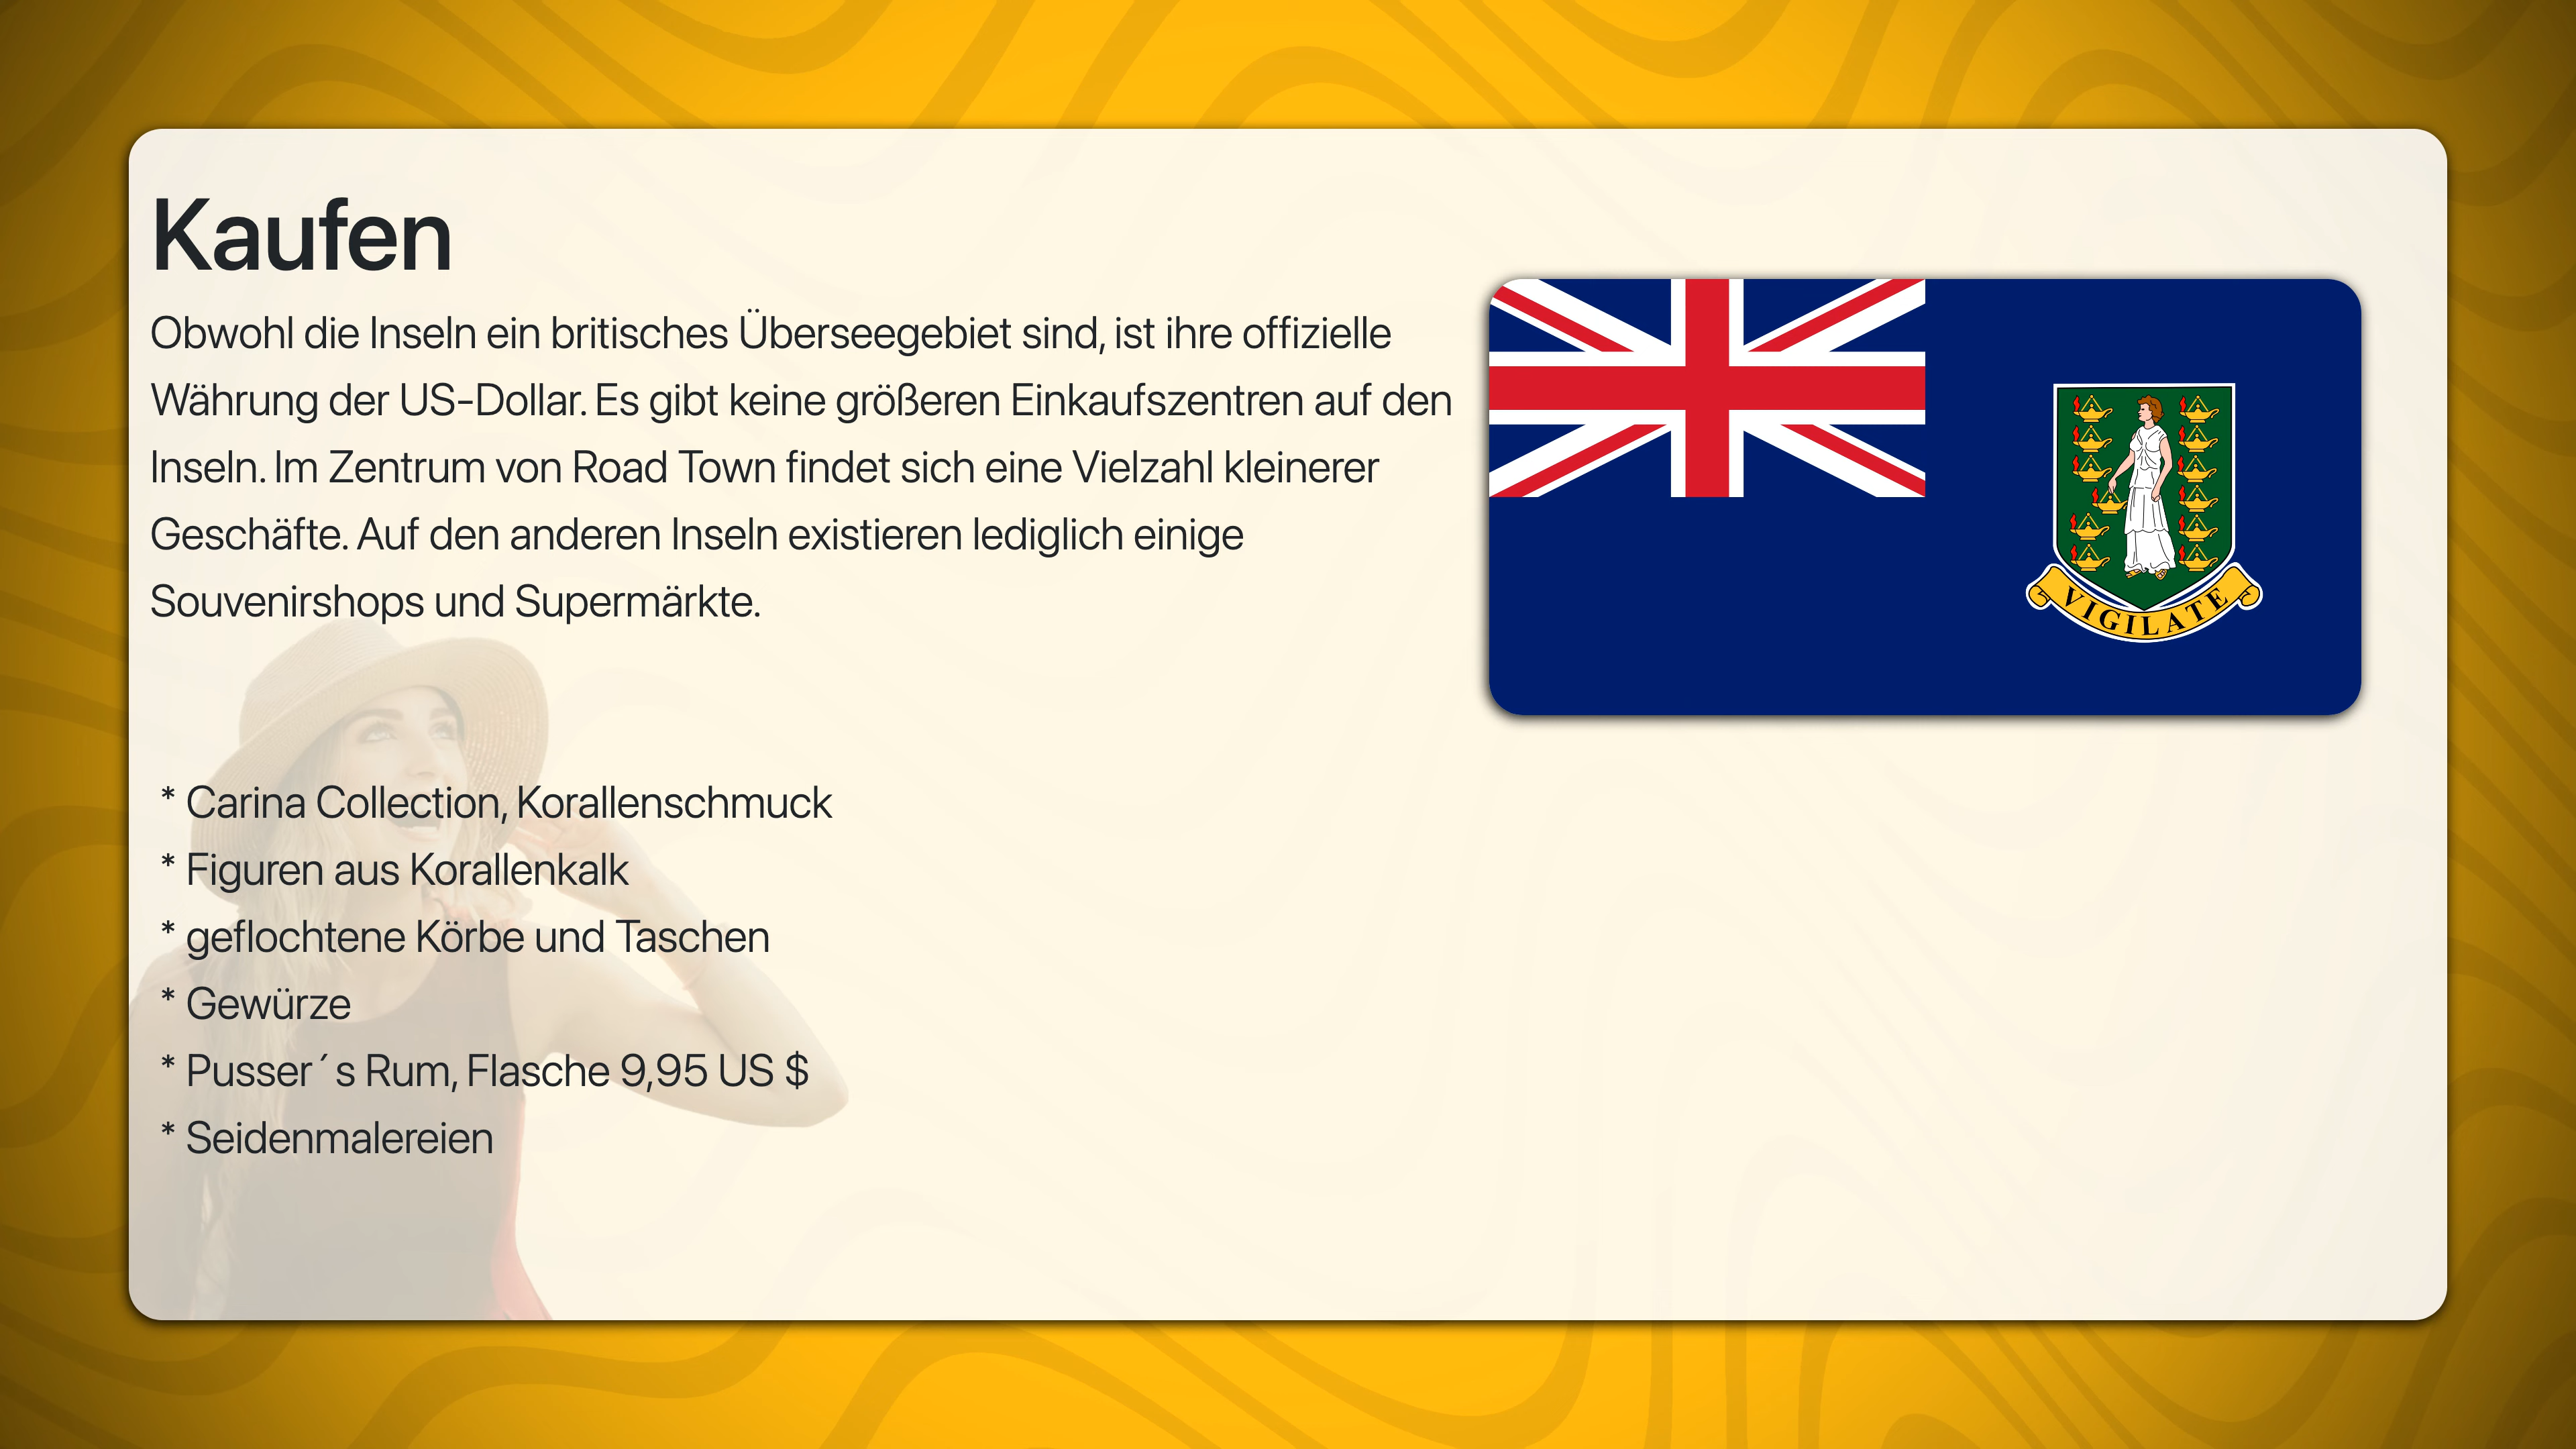 Kaufen
Obwohl die Inseln ein britisches Überseegebiet sind, ist ihre offizielle
Währung der US-Dollar. Es gibt keine größeren Einkaufszentren auf den
Inseln. Im Zentrum von Road Town findet sich eine Vielzahl kleinerer
Geschäfte. Auf den anderen Inseln existieren lediglich einige
Souvenirshops und Supermärkte.
* Carina Collection, Korallenschmuck
* Figuren aus Korallenkalk
* geflochtene Körbe und Taschen
* Gewürze
* Pusser´s Rum, Flasche 9,95 US $
* Seidenmalereien
VIGILATE